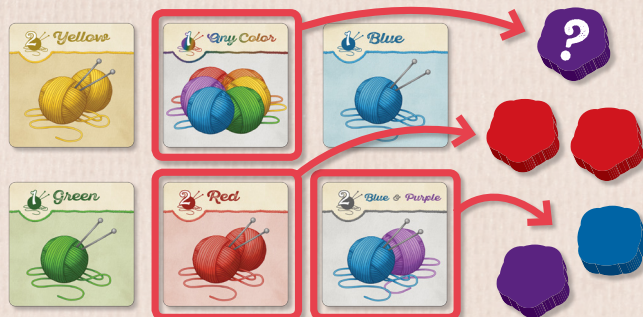 2 Yellow
1 Any Color
1 Blue
?
1 Green
2 Red
2 Blue & Purple